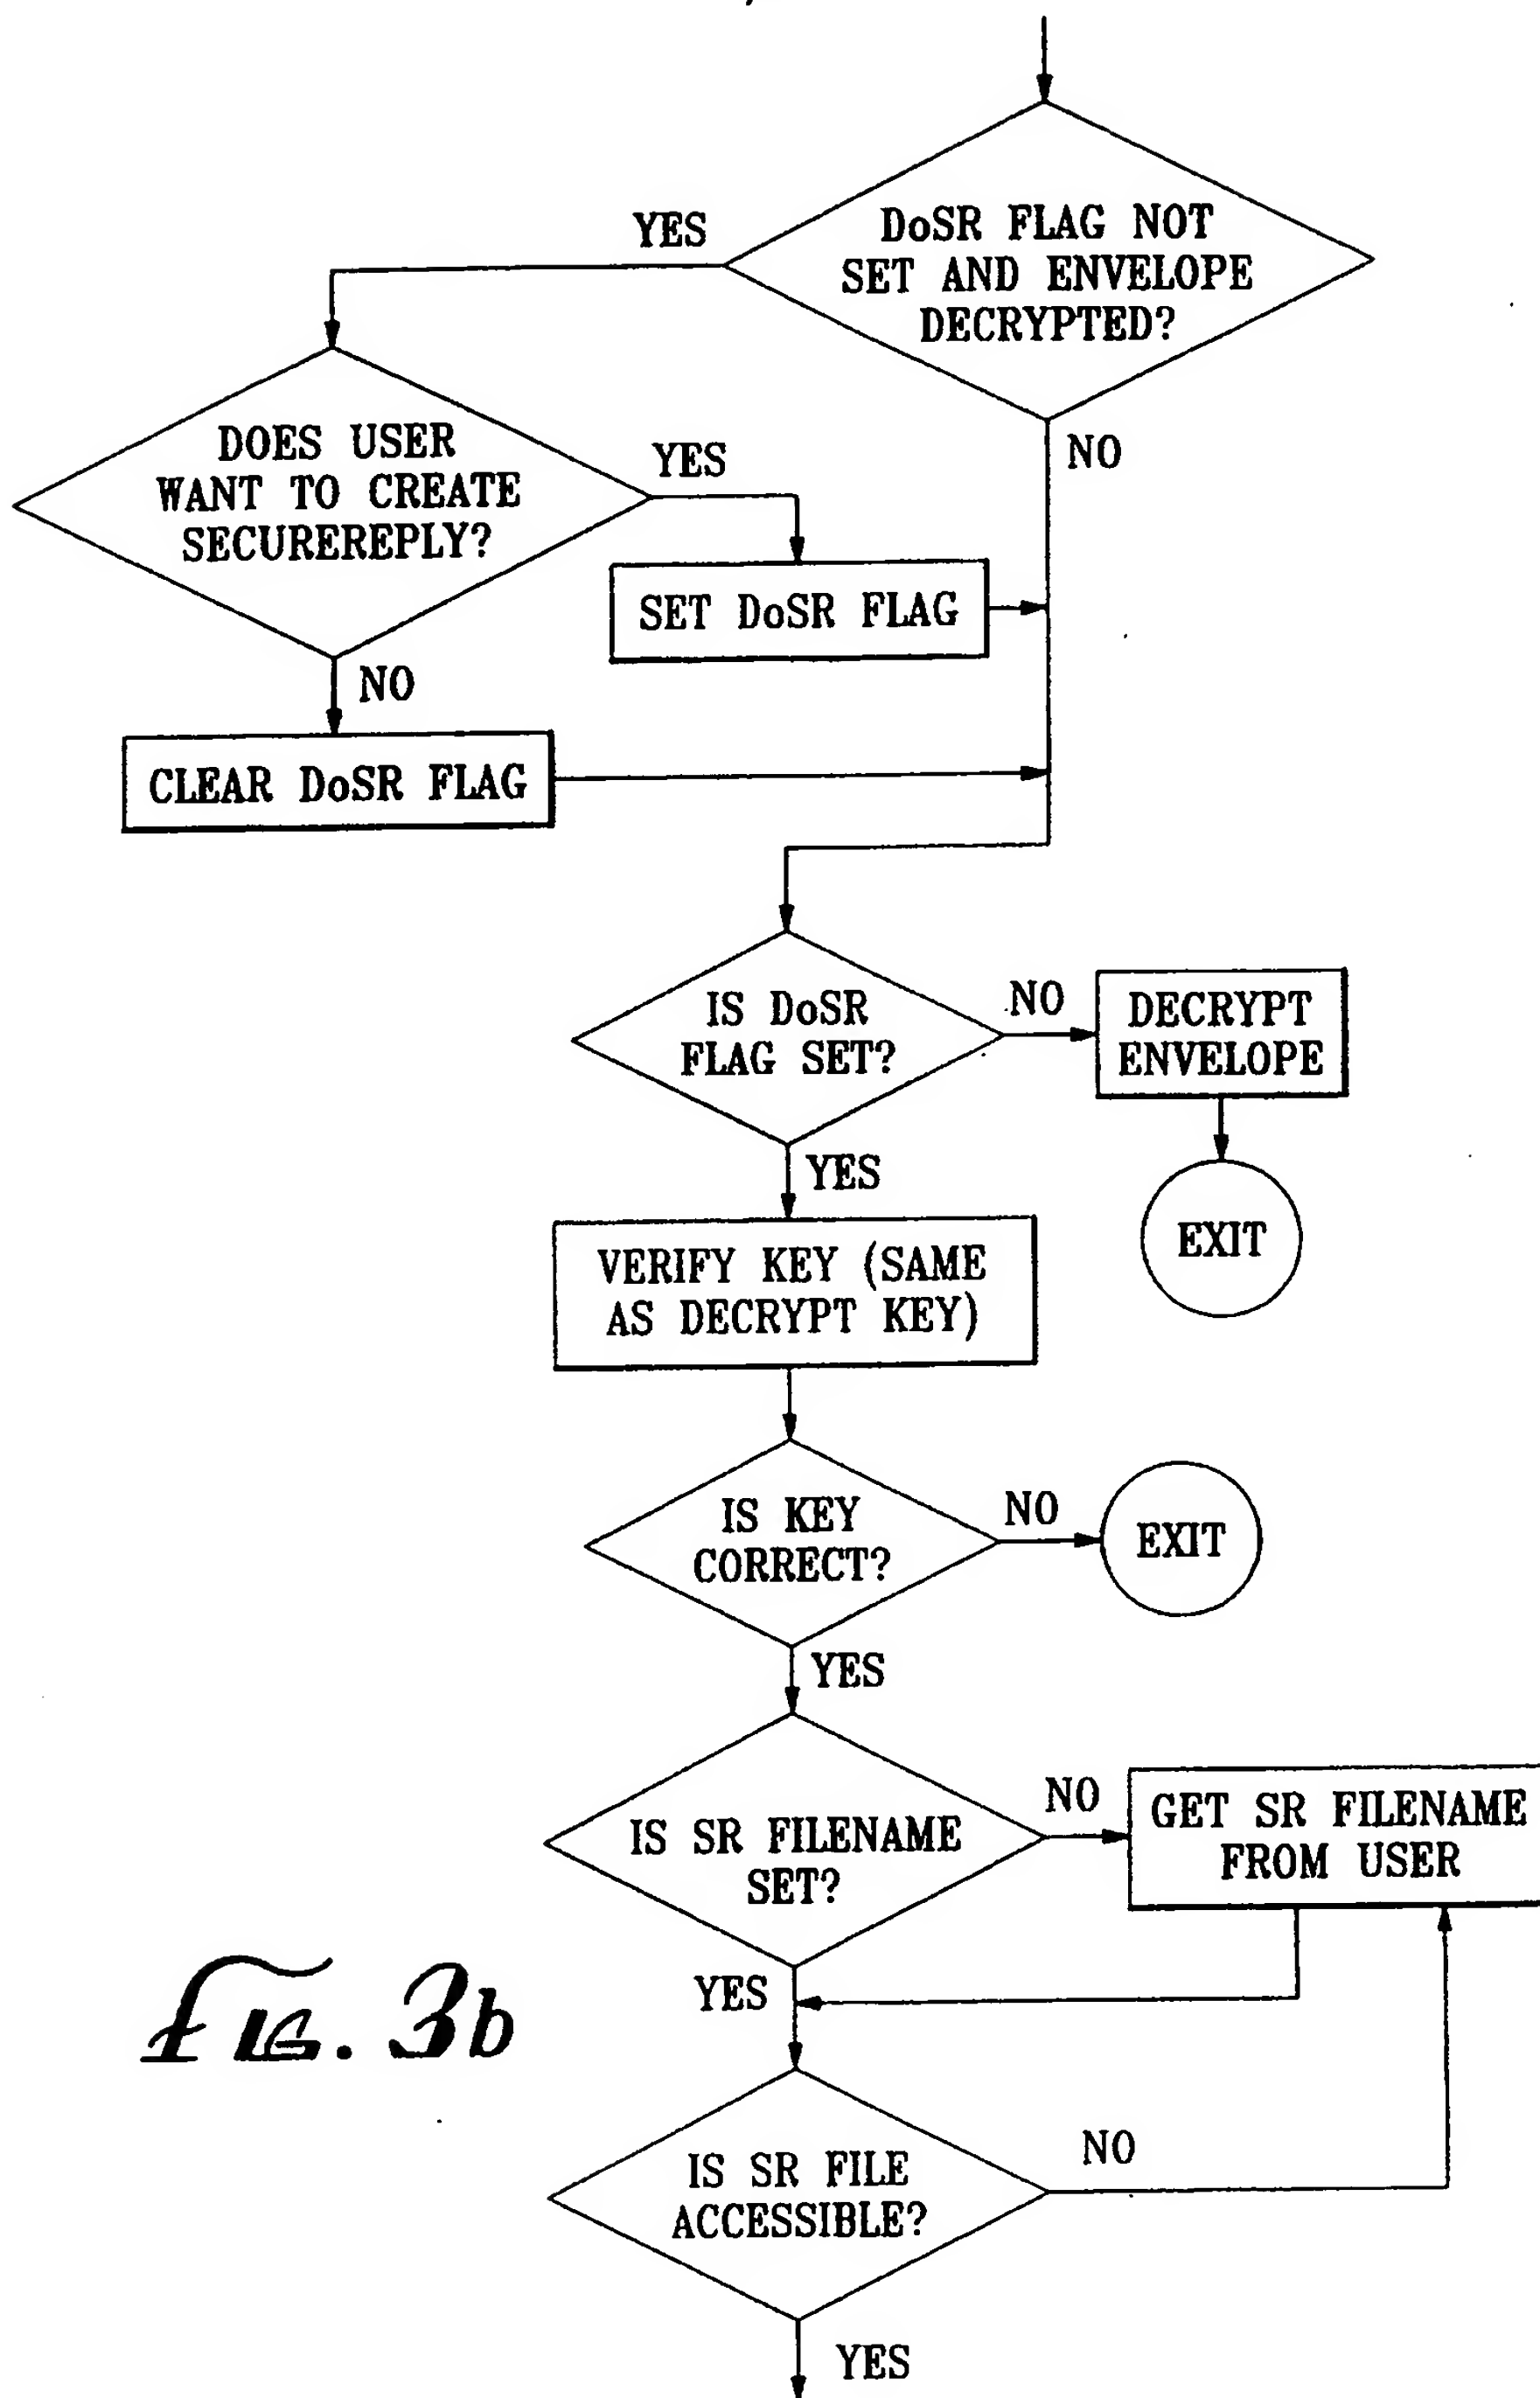 DoSR FLAG NOT
SET AND ENVELOPE
DECRYPTED?
YES
NO
DOES USER
WANT TO CREATE
SECUREREPLY?
YES
SET DoSR FLAG
NO
CLEAR DoSR FLAG
IS DoSR
FLAG SET?
NO
DECRYPT
ENVELOPE
YES
EXIT
VERIFY KEY (SAME
AS DECRYPT KEY)
IS KEY
CORRECT?
NO
EXIT
YES
IS SR FILENAME
SET?
NO
GET SR FILENAME
FROM USER
YES
FIG. 3b
IS SR FILE
ACCESSIBLE?
NO
YES